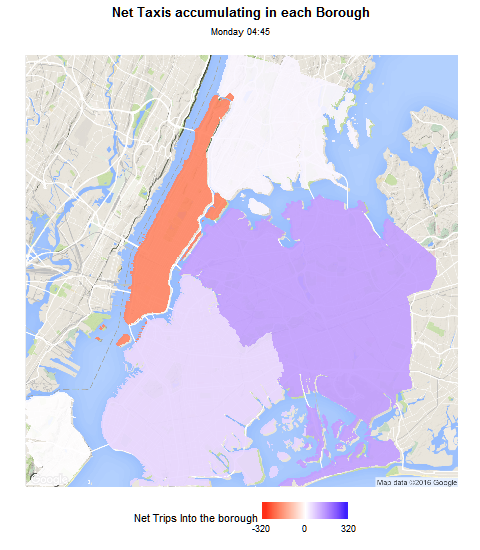 Net Taxis accumulating in each Borough
Monday 04:45
Map data ©2016 Google
Net Trips Into the borough
-320 0 320